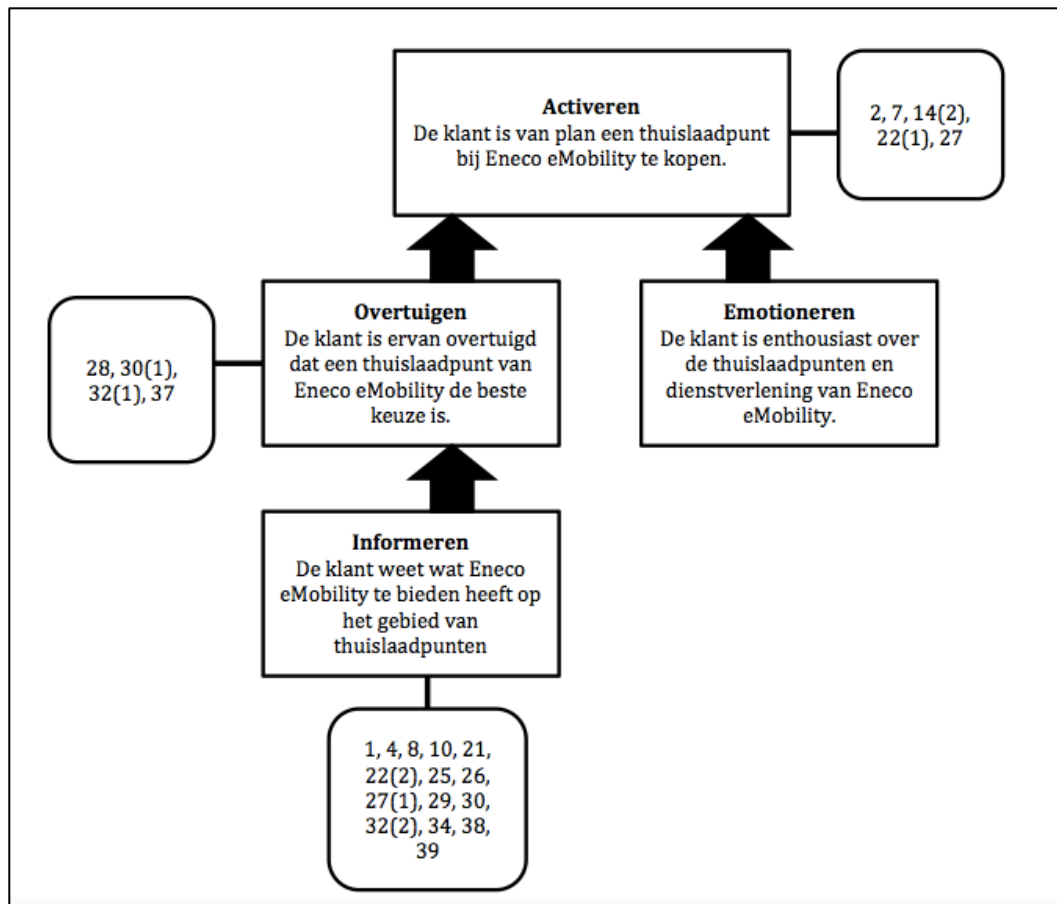 Activeren
De klant is van plan een thuislaadpunt
bij Eneco eMobility te kopen.
2, 7, 14(2),
22(1), 27
Overtuigen
De klant is ervan overtuigd
dat een thuislaadpunt van
Eneco eMobility de beste
keuze is.
28, 30(1),
32(1), 37
Emotioneren
De klant is enthousiast over
de thuislaadpunten en
dienstverlening van Eneco
eMobility.
Informeren
De klant weet wat Eneco
eMobility te bieden heeft op
het gebied van
thuislaadpunten
1, 4, 8, 10, 21,
22(2), 25, 26,
27(1), 29, 30,
32(2), 34, 38,
39